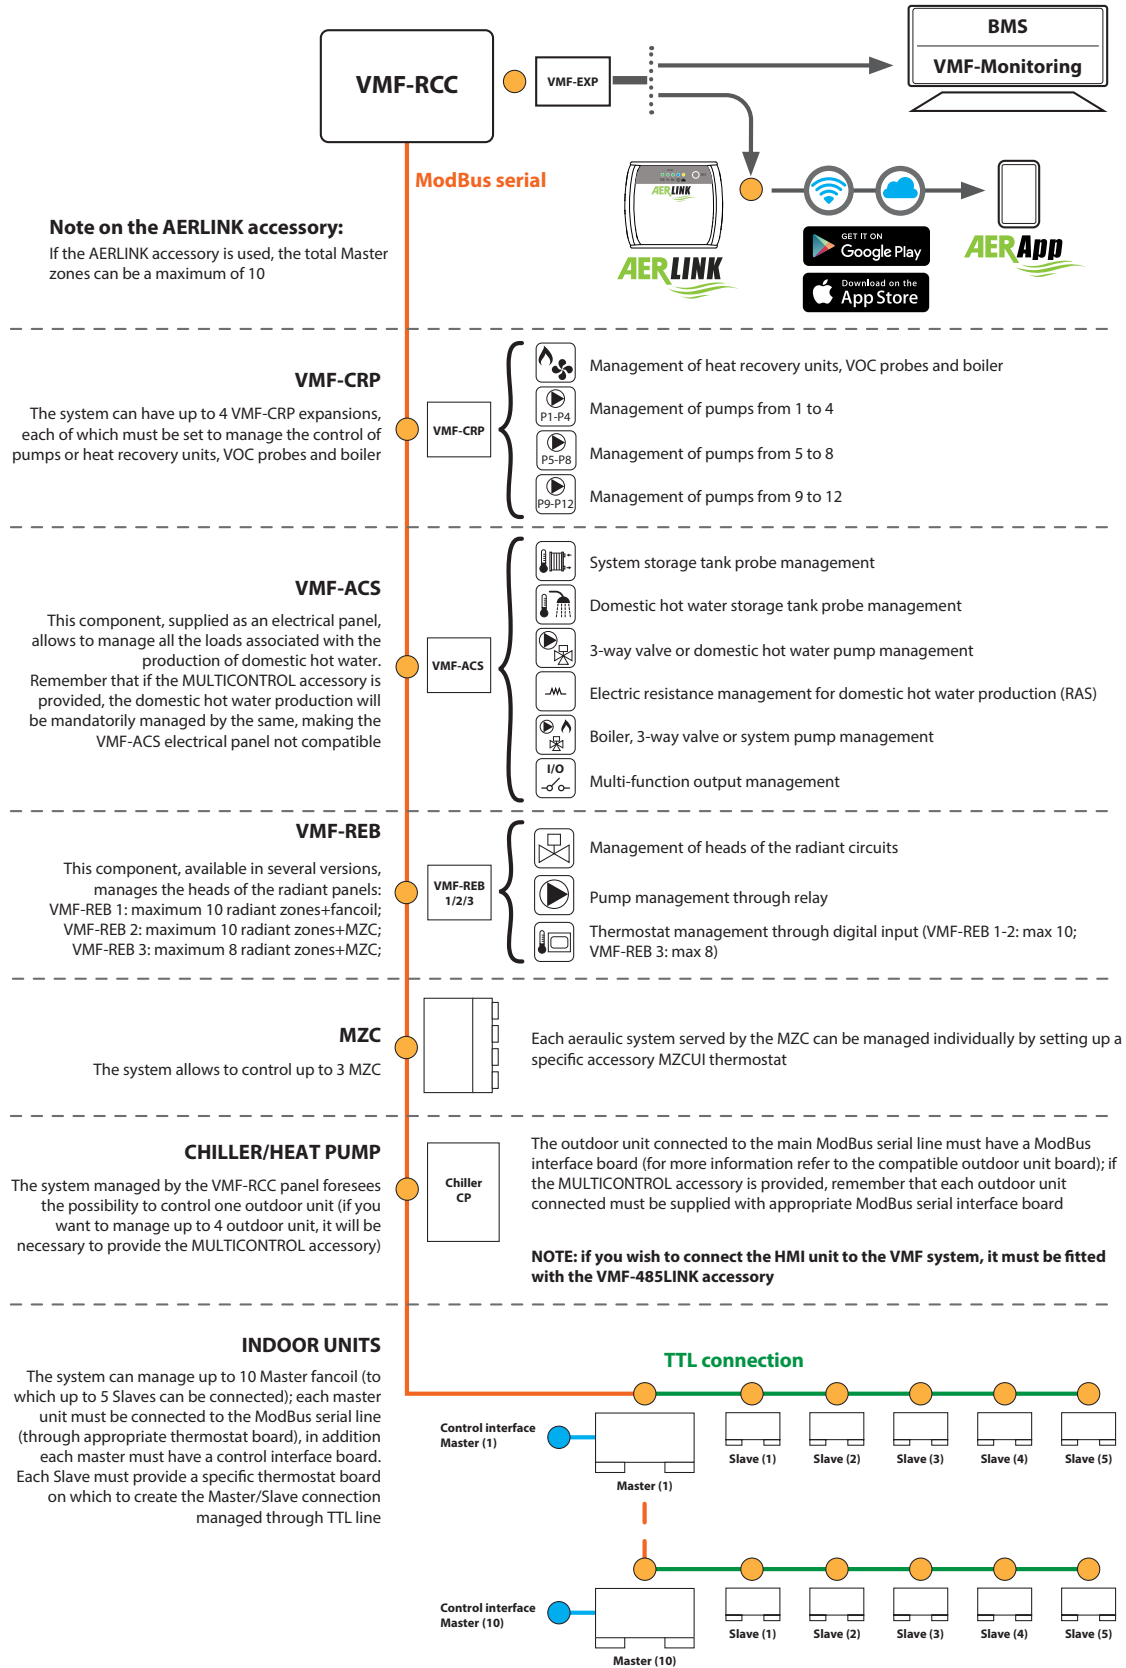 BMS
VMF-Monitoring
VMF-RCC
VMF-EXP
ModBus serial
AERLINK
AERLINK
GET IT ON
Google Play
Download on the
App Store
AERApp
Note on the AERLINK accessory:
If the AERLINK accessory is used, the total Master
zones can be a maximum of 10
VMF-CRP
The system can have up to 4 VMF-CRP expansions,
each of which must be set to manage the control of
pumps or heat recovery units, VOC probes and boiler
VMF-CRP
Management of heat recovery units, VOC probes and boiler
P1-P4
Management of pumps from 1 to 4
P5-P8
Management of pumps from 5 to 8
P9-P12
Management of pumps from 9 to 12
VMF-ACS
This component, supplied as an electrical panel,
allows to manage all the loads associated with the
production of domestic hot water.
Remember that if the MULTICONTROL accessory is
provided, the domestic hot water production will
be mandatorily managed by the same, making the
VMF-ACS electrical panel not compatible
VMF-ACS
System storage tank probe management
Domestic hot water storage tank probe management
3-way valve or domestic hot water pump management
Electric resistance management for domestic hot water production (RAS)
Boiler, 3-way valve or system pump management
I/O
Multi-function output management
VMF-REB
This component, available in several versions,
manages the heads of the radiant panels:
VMF-REB 1: maximum 10 radiant zones+fancoil;
VMF-REB 2: maximum 10 radiant zones+MZC;
VMF-REB 3: maximum 8 radiant zones+MZC;
VMF-REB
1/2/3
Management of heads of the radiant circuits
Pump management through relay
Thermostat management through digital input (VMF-REB 1-2: max 10;
VMF-REB 3: max 8)
MZC
The system allows to control up to 3 MZC
Each aeraulic system served by the MZC can be managed individually by setting up a
specific accessory MZCUI thermostat
CHILLER/HEAT PUMP
The system managed by the VMF-RCC panel foresees
the possibility to control one outdoor unit (if you
want to manage up to 4 outdoor unit, it will be
necessary to provide the MULTICONTROL accessory)
Chiller
CP
The outdoor unit connected to the main ModBus serial line must have a ModBus
interface board (for more information refer to the compatible outdoor unit board); if
the MULTICONTROL accessory is provided, remember that each outdoor unit
connected must be supplied with appropriate ModBus serial interface board
NOTE: if you wish to connect the HMI unit to the VMF system, it must be fitted
with the VMF-485LINK accessory
INDOOR UNITS
The system can manage up to 10 Master fancoil (to
which up to 5 Slaves can be connected); each master
unit must be connected to the ModBus serial line
(through appropriate thermostat board), in addition
each master must have a control interface board.
Each Slave must provide a specific thermostat board
on which to create the Master/Slave connection
managed through TTL line
TTL connection
Control interface
Master (1)
Master (1)
Slave (1)
Slave (2)
Slave (3)
Slave (4)
Slave (5)
Control interface
Master (10)
Master (10)
Slave (1)
Slave (2)
Slave (3)
Slave (4)
Slave (5)